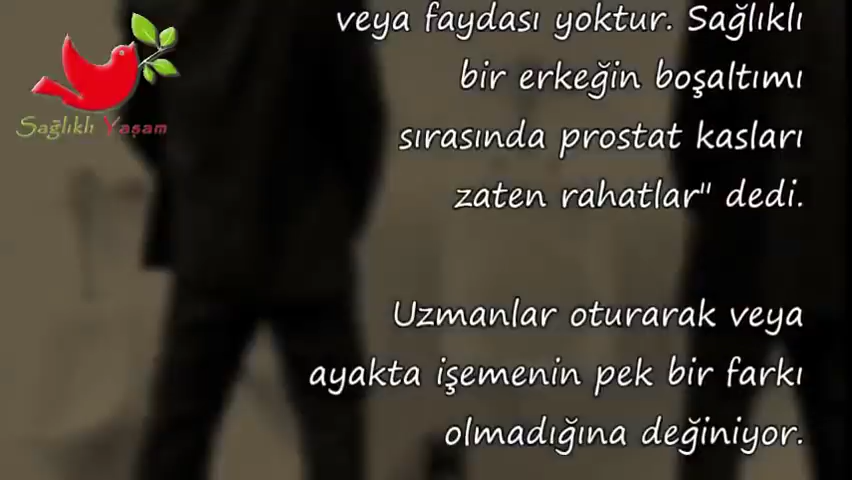 Sağlıklı Yaşam
veya faydası yoktur. Sağlıklı
bir erkeğin boşaltımı
sırasında prostat kasları
zaten rahatlar" dedi.
Uzmanlar oturarak veya
ayakta işemenin pek bir farkı
olmadığına değiniyor.